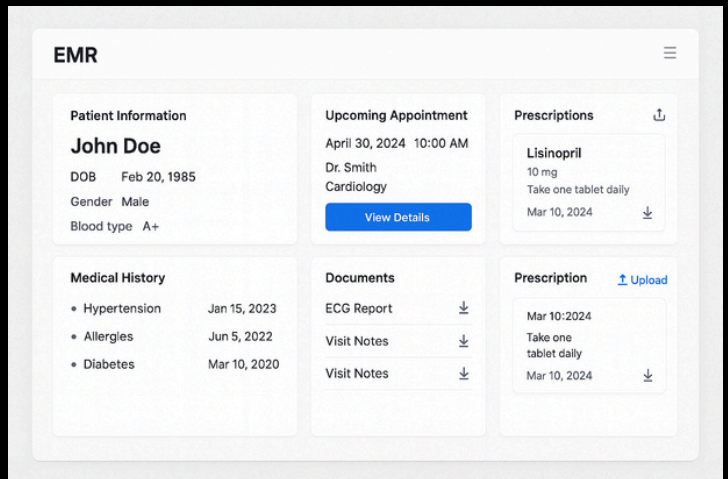 EMR
Patient Information
John Doe
DOB Feb 20, 1985
Gender Male
Blood type A+
Upcoming Appointment
April 30, 2024 10:00 AM
Dr. Smith
Cardiology
View Details
Prescriptions
Lisinopril
10 mg
Take one tablet daily
Mar 10, 2024
Medical History
• Hypertension Jan 15, 2023
• Allergies Jun 5, 2022
• Diabetes Mar 10, 2020
Documents
ECG Report
Visit Notes
Visit Notes
Prescription Upload
Mar 10:2024
Take one
tablet daily
Mar 10, 2024